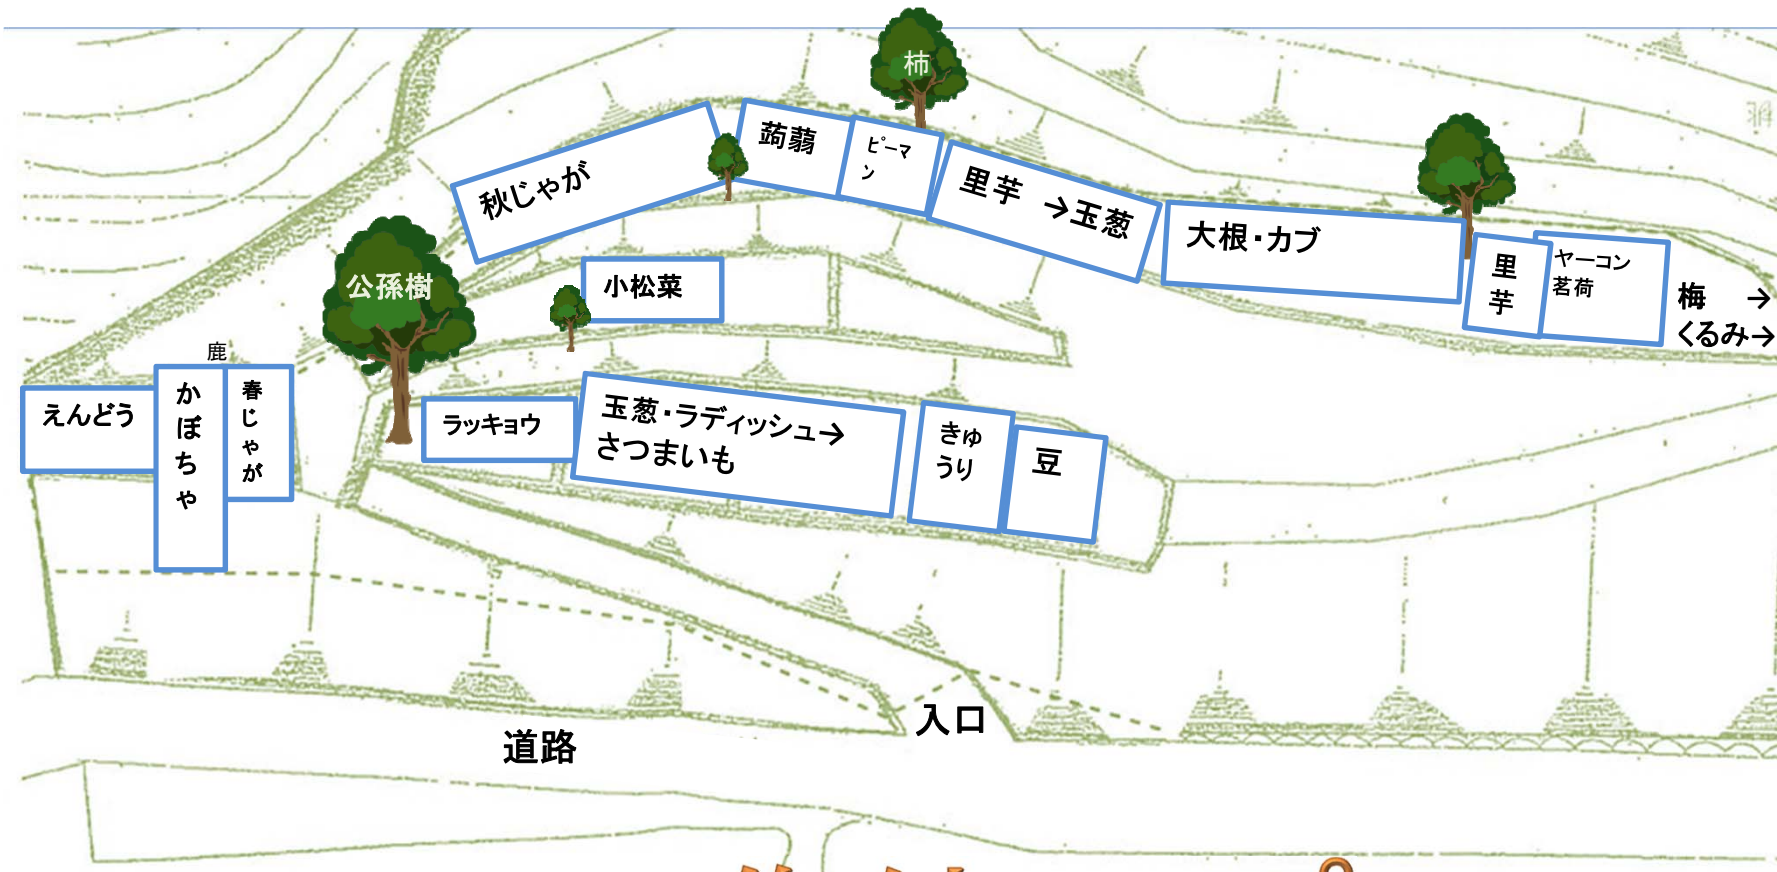 柿
蒟蒻
ピーマ
ン
秋じゃが
里芋 →玉葱
大根・カブ
里
芋
ヤーコン
茗荷
梅 →
くるみ→
公孫樹
小松菜
鹿
えんどう
かぼちゃ
春じゃが
ラッキョウ
玉葱・ラディッシュ→
さつまいも
きゅ
うり
豆
入口
道路